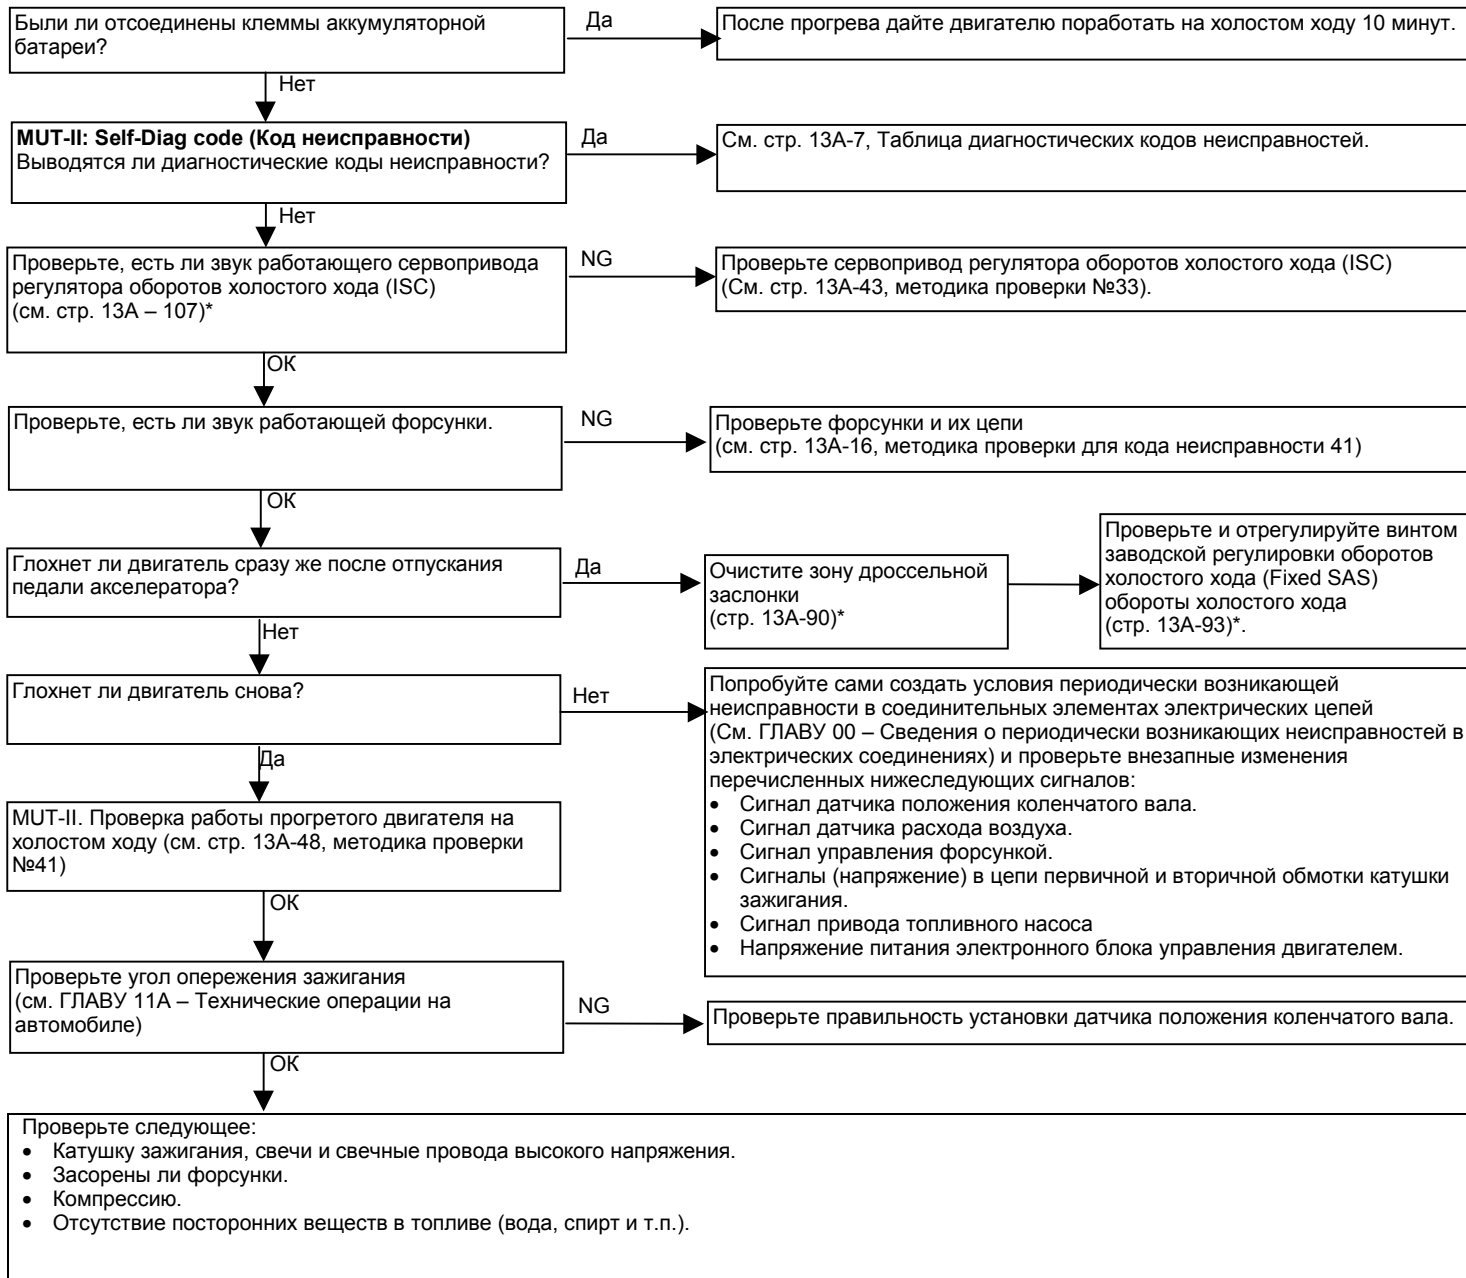 Были ли отсоединены клеммы аккумуляторной
батареи?
Да
После прогрева дайте двигателю поработать на холостом ходу 10 минут.
Нет
MUT-II: Self-Diag code (Код неисправности)
Выводятся ли диагностические коды неисправности?
Да
См. стр. 13А-7, Таблица диагностических кодов неисправностей.
Нет
Проверьте, есть ли звук работающего сервопривода
регулятора оборотов холостого хода (ISC)
(см. стр. 13А – 107)*
NG
Проверьте сервопривод регулятора оборотов холостого хода (ISC)
(См. стр. 13А-43, методика проверки №33).
ОК
Проверьте, есть ли звук работающей форсунки.
NG
Проверьте форсунки и их цепи
(см. стр. 13А-16, методика проверки для кода неисправности 41)
ОК
Глохнет ли двигатель сразу же после отпускания
педали акселератора?
Да
Очистите зону дроссельной
заслонки
(стр. 13А-90)*
Проверьте и отрегулируйте винтом
заводской регулировки оборотов
холостого хода (Fixed SAS)
обороты холостого хода
(стр. 13А-93)*.
Нет
Глохнет ли двигатель снова?
Нет
Попробуйте сами создать условия периодически возникающей
неисправности в соединительных элементах электрических цепей
(См. ГЛАВУ 00 – Сведения о периодически возникающих неисправностей в
электрических соединениях) и проверьте внезапные изменения
перечисленных нижеследующих сигналов:
• Сигнал датчика положения коленчатого вала.
• Сигнал датчика расхода воздуха.
• Сигнал управления форсункой.
• Сигналы (напряжение) в цепи первичной и вторичной обмотки катушки
зажигания.
• Сигнал привода топливного насоса
• Напряжение питания электронного блока управления двигателем.
Да
MUT-II. Проверка работы прогретого двигателя на
холостом ходу (см. стр. 13А-48, методика проверки
№41)
ОК
Проверьте угол опережения зажигания
(см. ГЛАВУ 11А – Технические операции на
автомобиле)
NG
Проверьте правильность установки датчика положения коленчатого вала.
ОК
Проверьте следующее:
• Катушку зажигания, свечи и свечные провода высокого напряжения.
• Засорены ли форсунки.
• Компрессию.
• Отсутствие посторонних веществ в топливе (вода, спирт и т.п.).